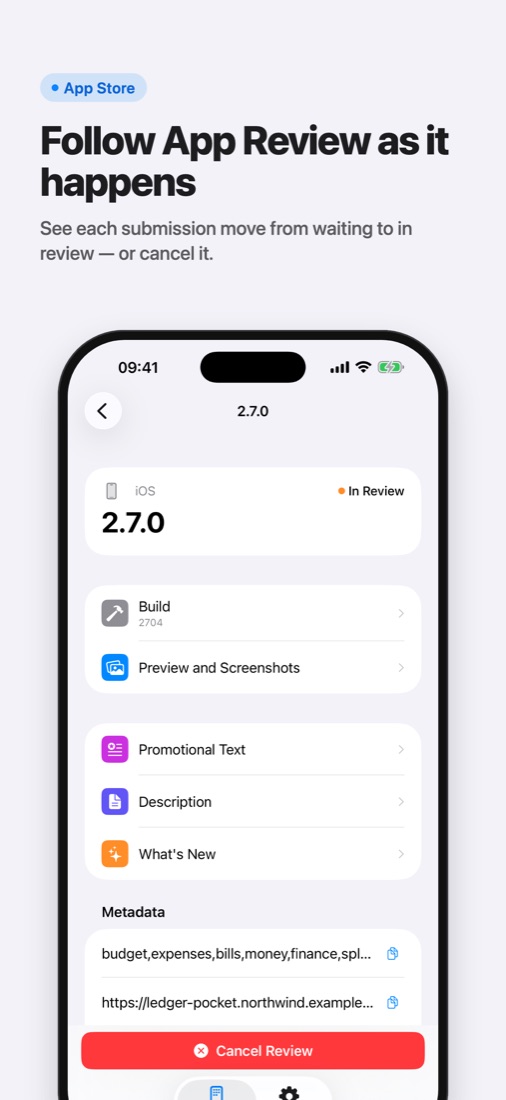 App Store
Follow App Review as it
happens
See each submission move from waiting to in
review — or cancel it.
09:41
2.7.0
iOS
In Review
2.7.0
Build
2704
Preview and Screenshots
Promotional Text
Description
What's New
Metadata
budget,expenses,bills,money,finance,spl...
https://ledger-pocket.northwind.example...
Cancel Review